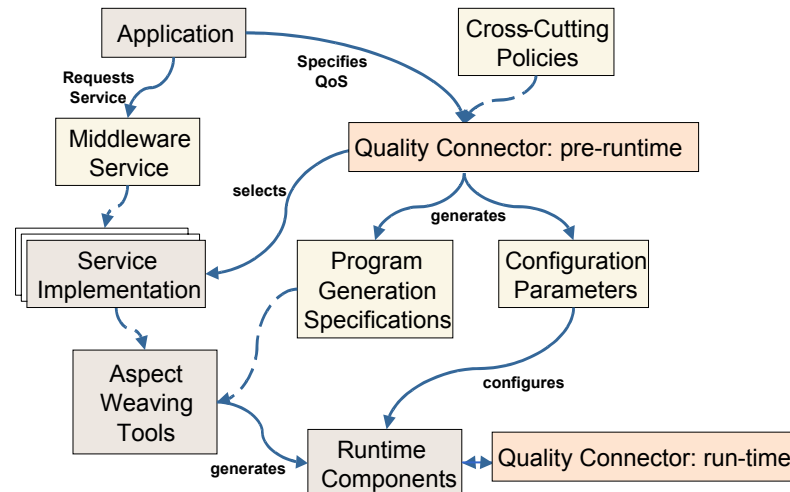 Application
Cross-Cutting
Policies
Requests
Service
Specifies
QoS
Middleware
Service
Quality Connector: pre-runtime
selects
generates
Service
Implementation
Program
Generation
Specifications
Configuration
Parameters
Aspect
Weaving
Tools
configures
generates
Runtime
Components
Quality Connector: run-time